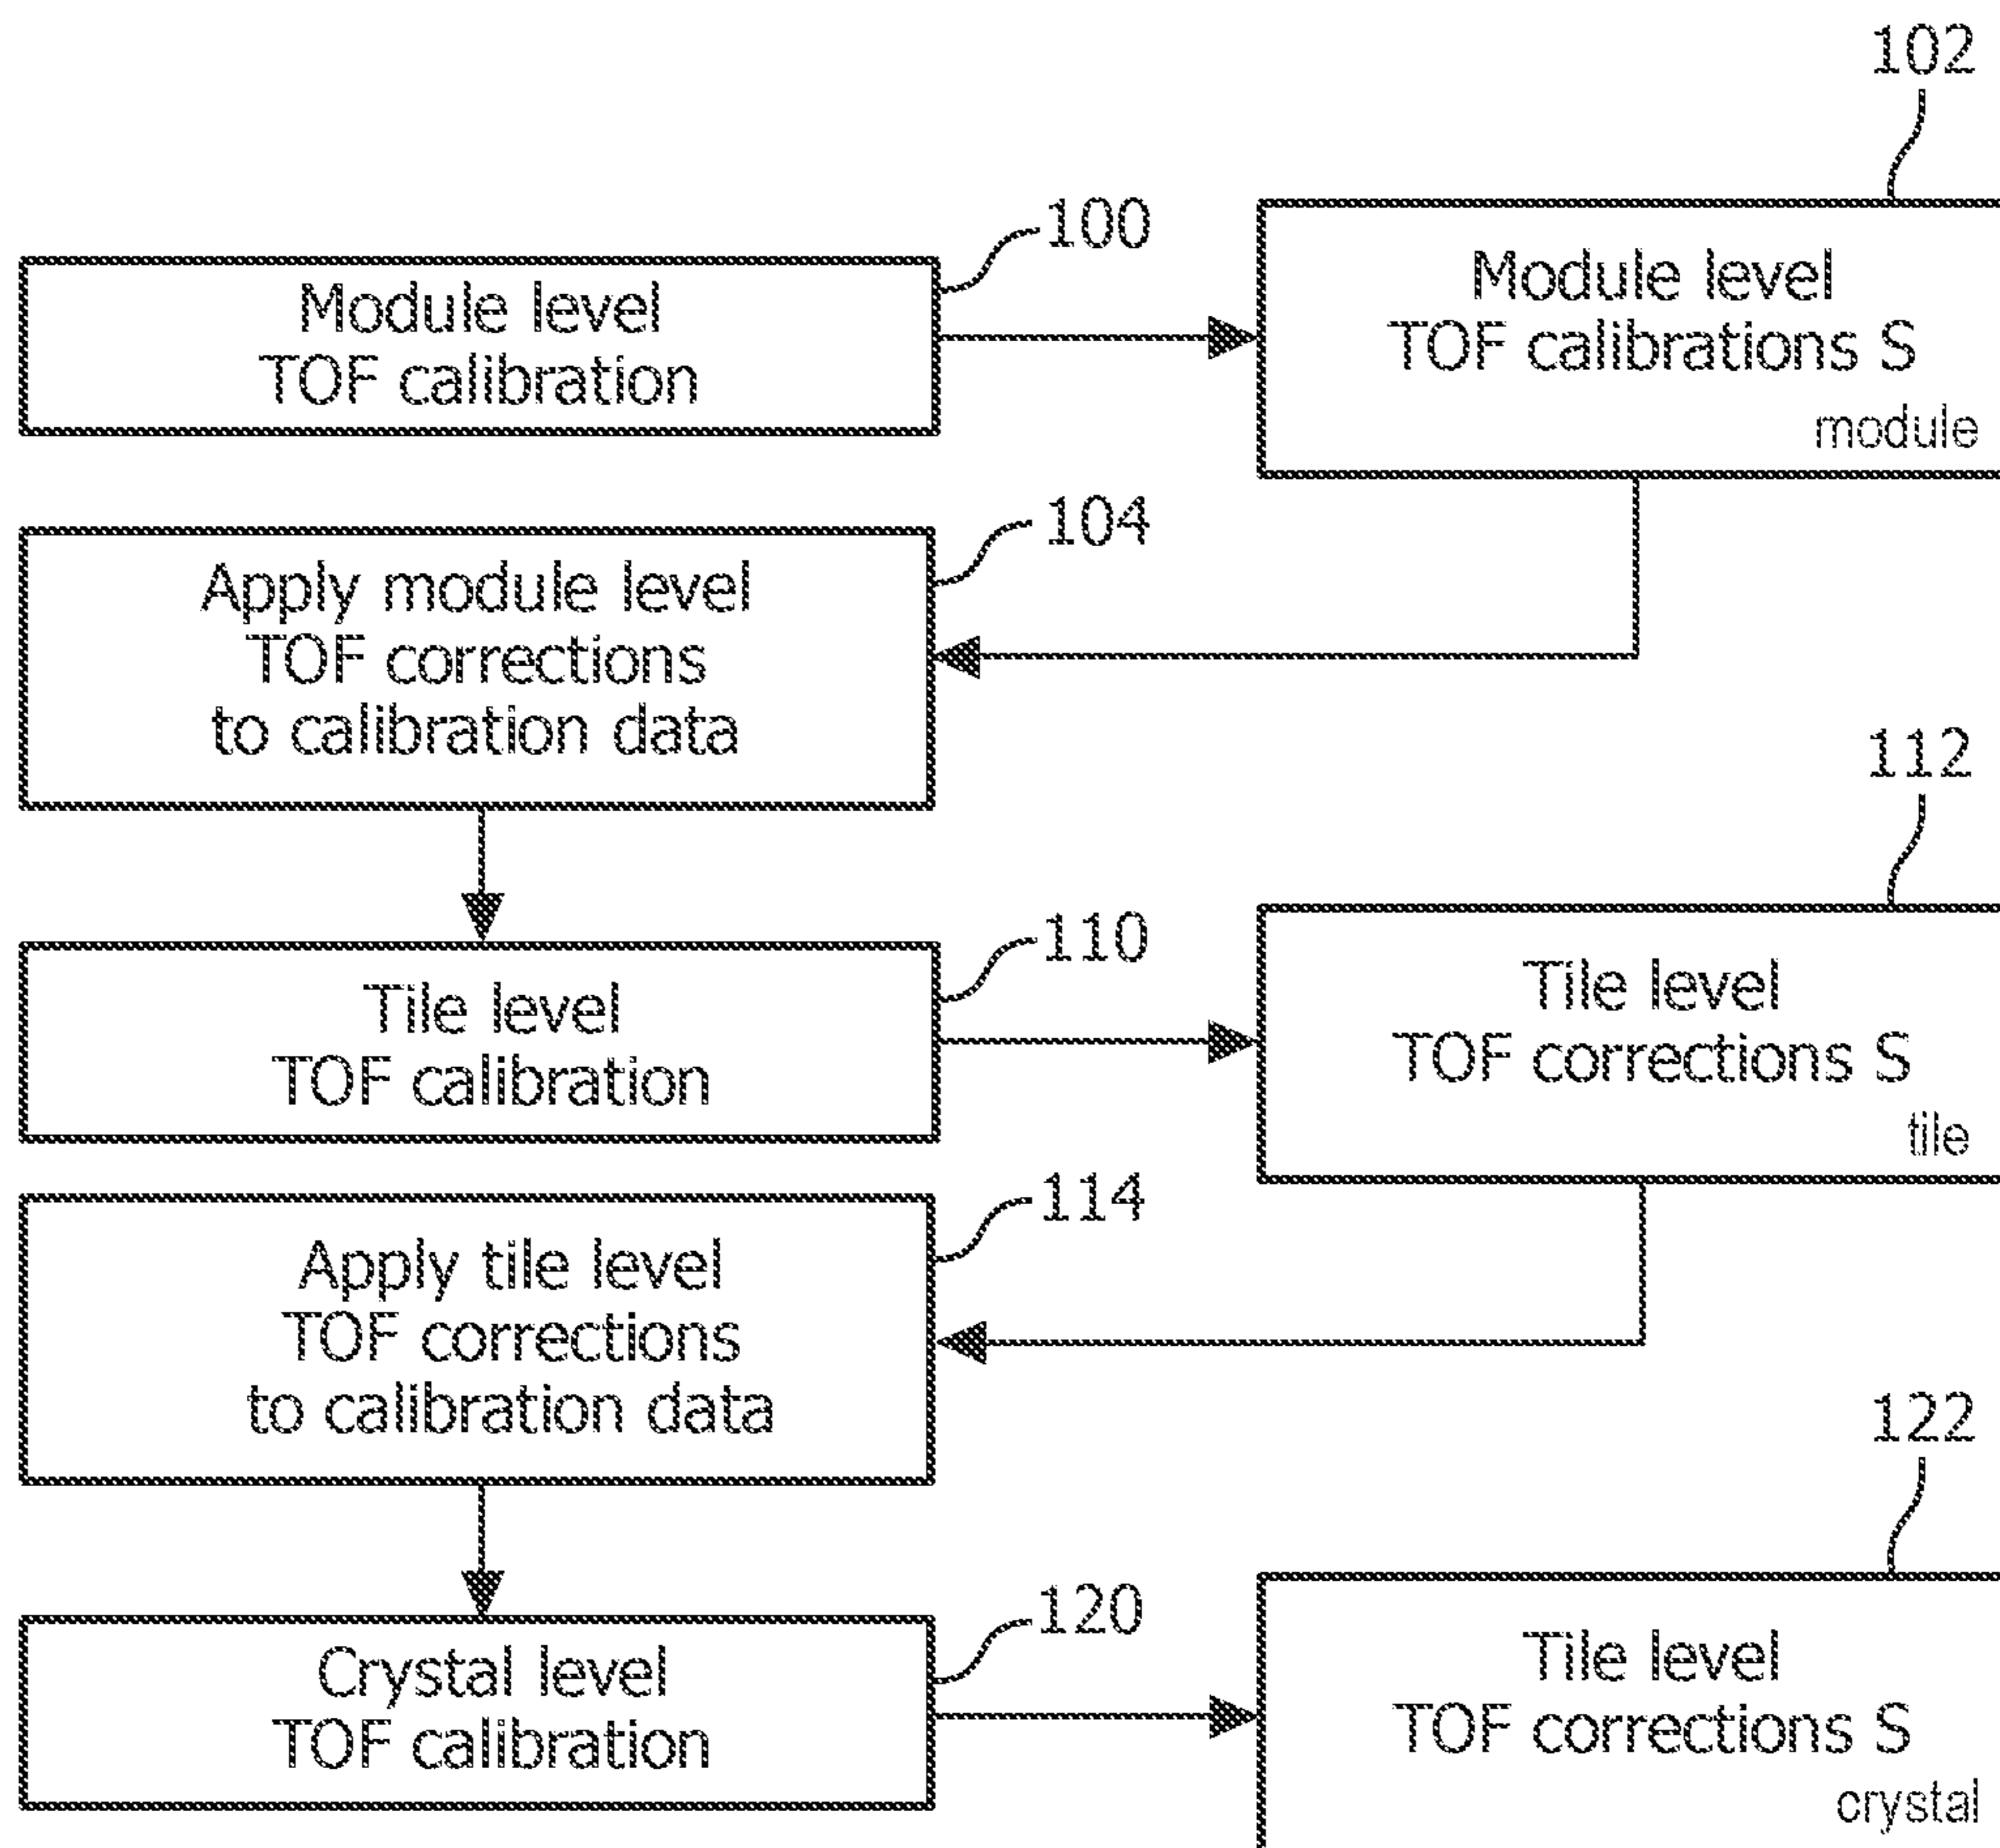 102
100
Module level
TOF calibration
Module level
TOF calibrations S
module
104
Apply module level
TOF corrections
to calibration data
112
110
Tile level
TOF calibration
Tile level
TOF corrections S
tile
114
Apply tile level
TOF corrections
to calibration data
122
120
Crystal level
TOF calibration
Tile level
TOF corrections S
crystal